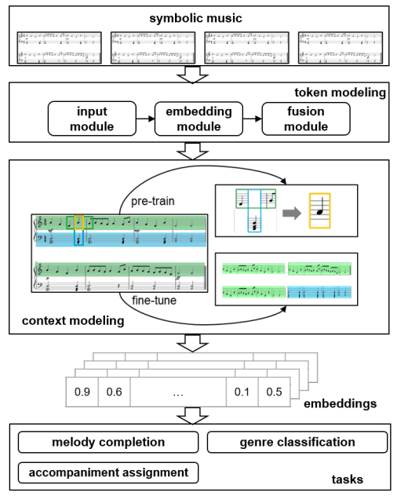 symbolic music
token modeling
input
module
embedding
module
fusion
module
pre-train
fine-tune
context modeling
0.9 0.6 ... 0.1 0.5
embeddings
melody completion
genre classification
accompaniment assignment
tasks